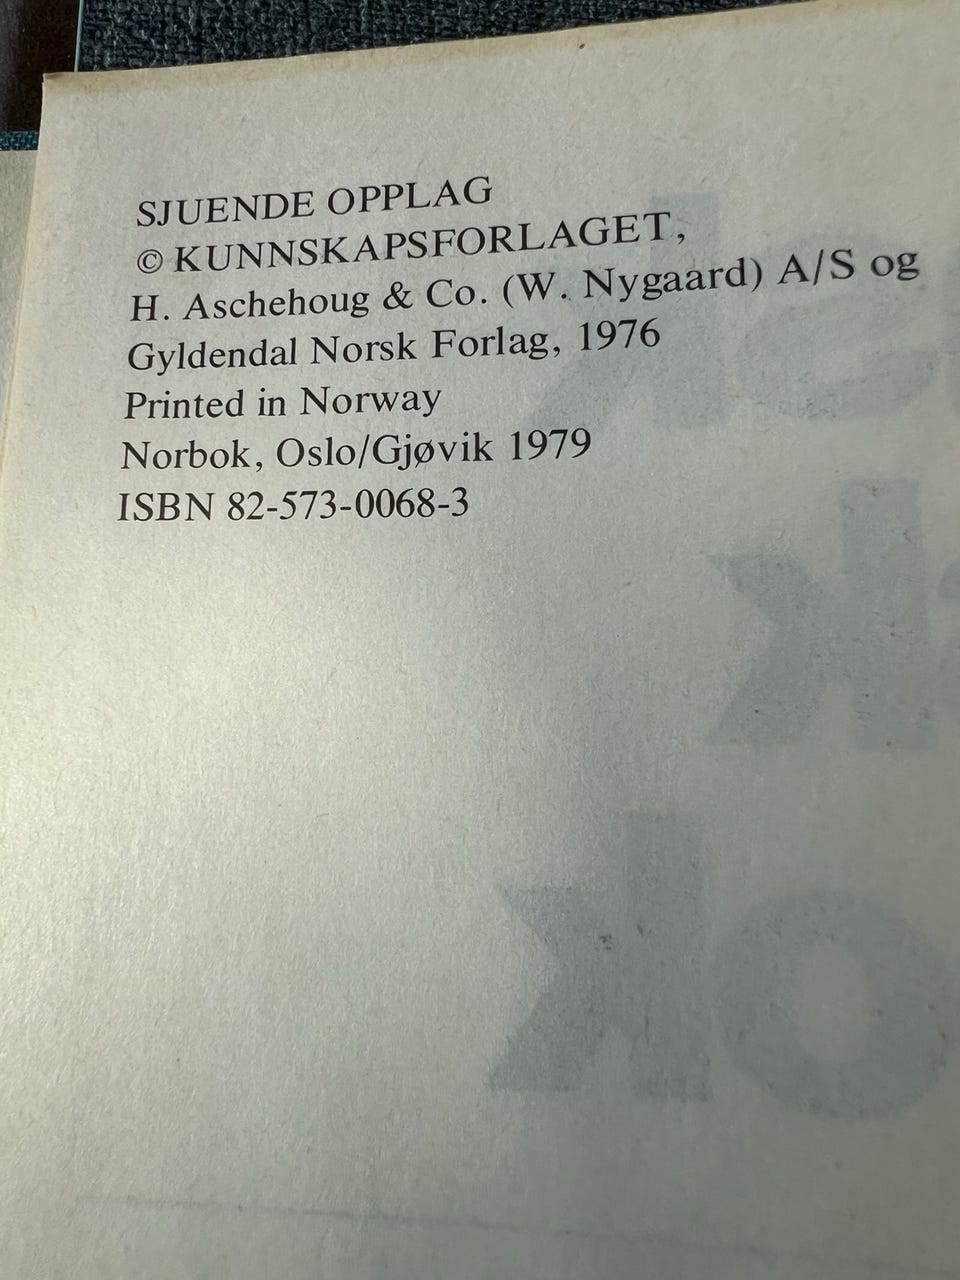 SJUENDE OPPLAG
© KUNNSKAPSFORLAGET,
H. Aschehoug & Co. (W. Nygaard) A/S og
Gyldendal Norsk Forlag, 1976
Printed in Norway
Norbok, Oslo/Gjøvik 1979
ISBN 82-573-0068-3